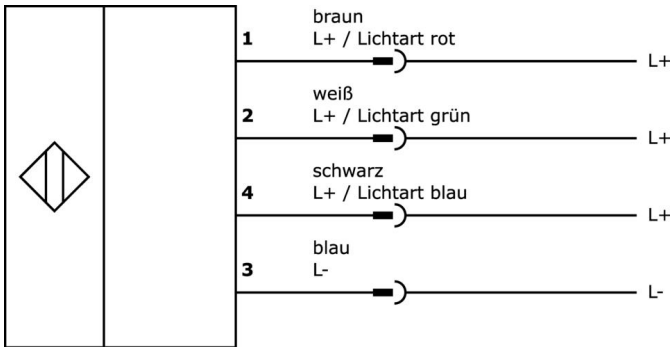 braun
1 L+ / Lichtart rot
L+
weiß
2 L+ / Lichtart grün
L+
schwarz
4 L+ / Lichtart blau
L+
blau
3 L-
L-